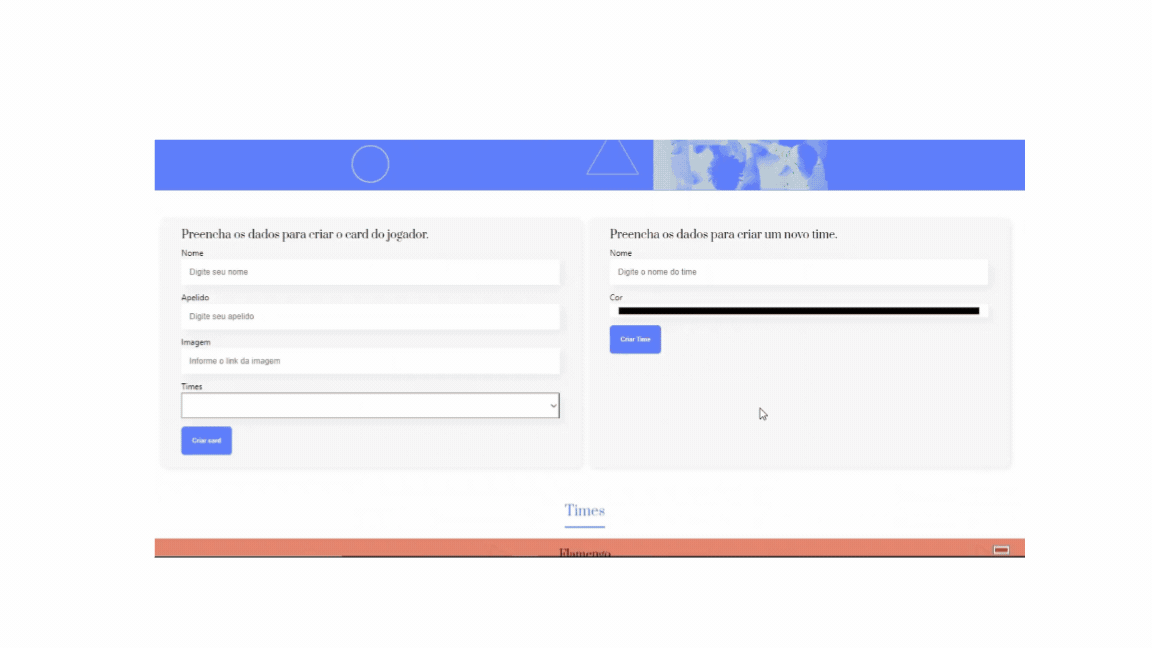 Preencha os dados para criar o card do jogador.
Nome
Digite seu nome
Apelido
Digite seu apelido
Imagem
Informe o link da imagem
Times
Criar card
Preencha os dados para criar um novo time.
Nome
Digite o nome do time
Cor
Criar Time
Times
Flamengo